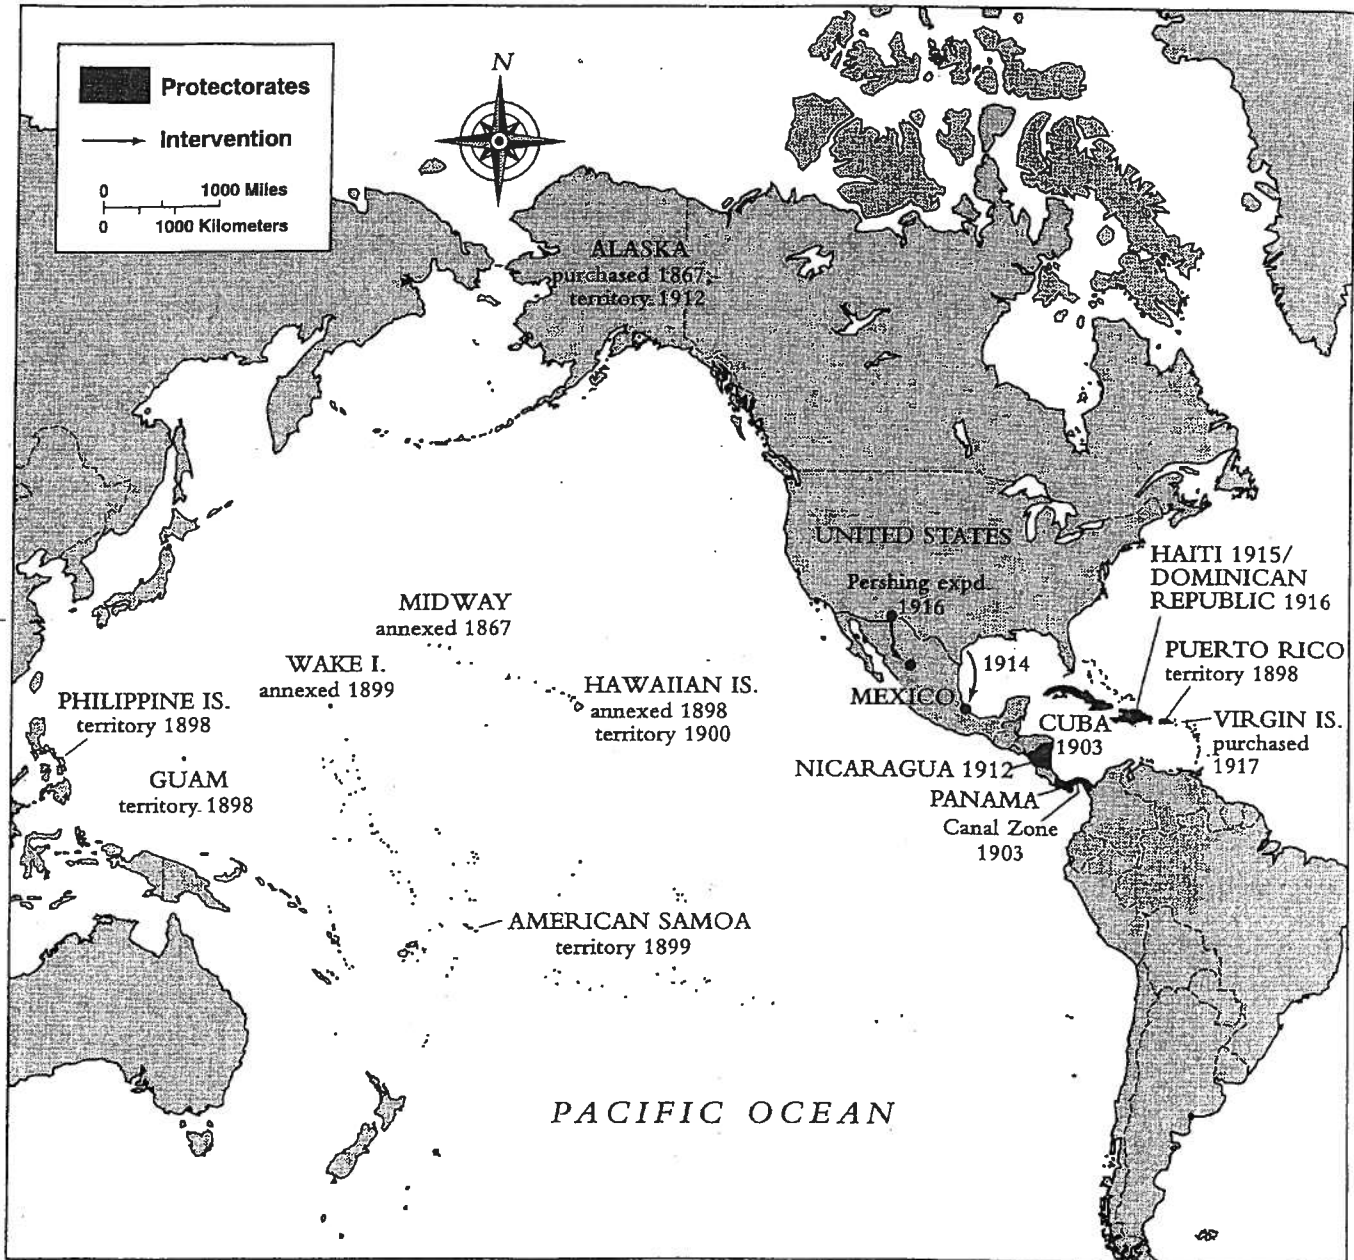 Protectorates
Intervention
0 1000 Miles
0 1000 Kilometers
N
ALASKA
purchased 1867;
territory 1912
UNITED STATES
Pershing expd.
1916
HAITI 1915/
DOMINICAN
REPUBLIC 1916
MIDWAY
annexed 1867
WAKE I.
annexed 1899
1914
PUERTO RICO
territory 1898
PHILIPPINE IS.
territory 1898
HAWAIIAN IS.
annexed 1898
territory 1900
MEXICO
CUBA
1903
VIRGIN IS.
purchased
1917
GUAM
territory 1898
NICARAGUA 1912
PANAMA
Canal Zone
1903
AMERICAN SAMOA
territory 1899
PACIFIC OCEAN